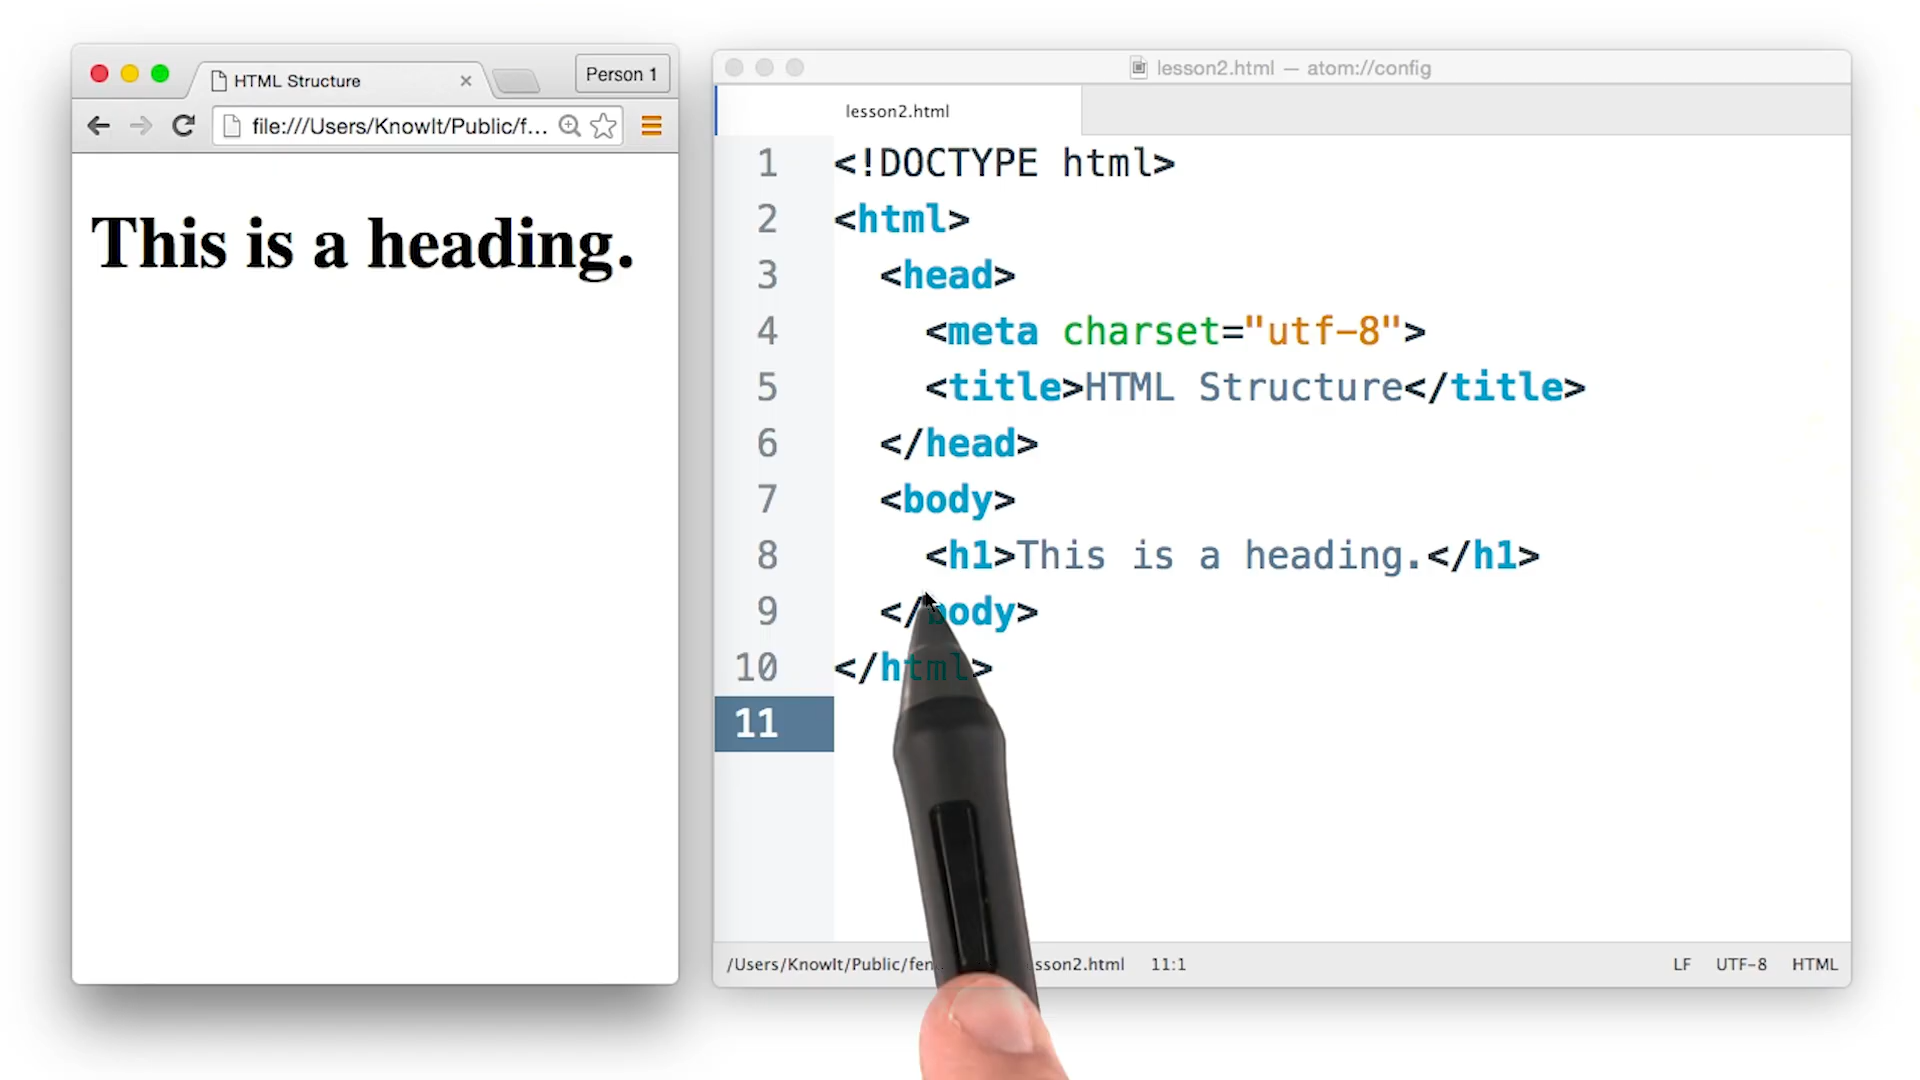 HTML Structure
Person 1
file:///Users/KnowIt/Public/f...
This is a heading.
lesson2.html — atom://config
lesson2.html
1 <!DOCTYPE html>
2 <html>
3 <head>
4 <meta charset="utf-8">
5 <title>HTML Structure</title>
6 </head>
7 <body>
8 <h1>This is a heading.</h1>
9 </body>
10 </html>
11
/Users/KnowIt/Public/fen sson2.html 11:1 LF UTF-8 HTML